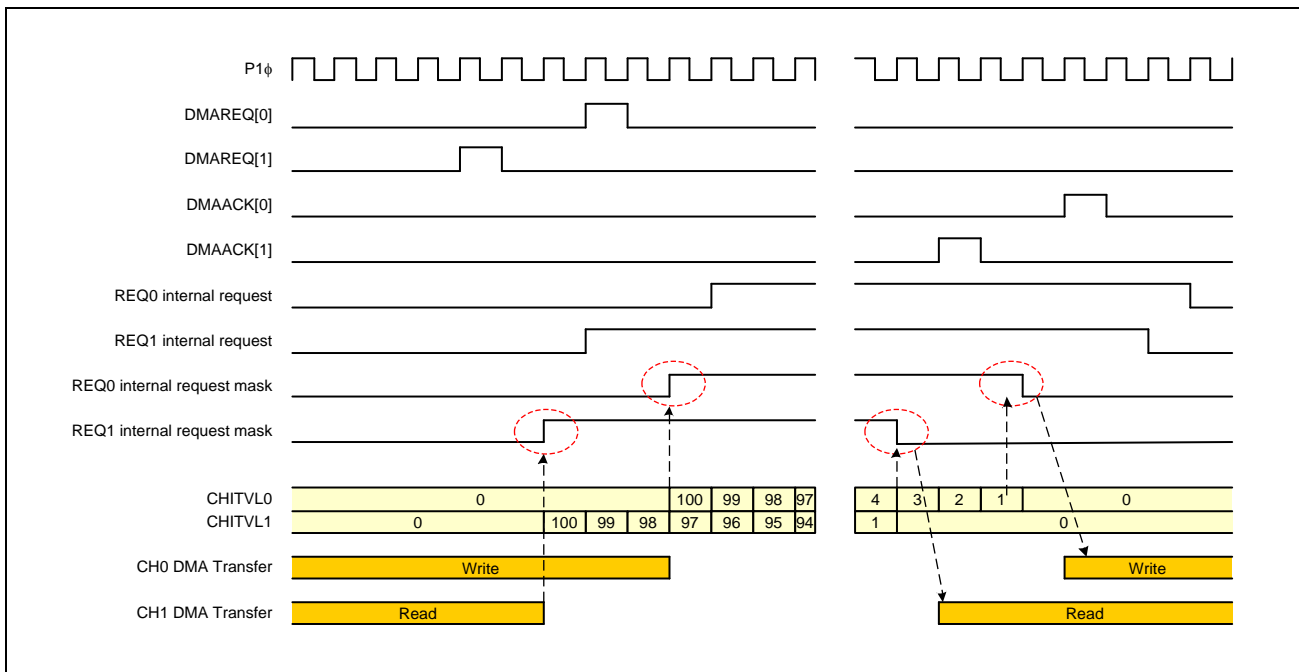 P1ϕ
DMAREQ[0]
DMAREQ[1]
DMAACK[0]
DMAACK[1]
REQ0 internal request
REQ1 internal request
REQ0 internal request mask
REQ1 internal request mask
CHITVL0 0 100 99 98 97 4 3 2 1 0
CHITVL1 0 100 99 98 97 96 95 94 1 0
CH0 DMA Transfer Write Write
CH1 DMA Transfer Read Read